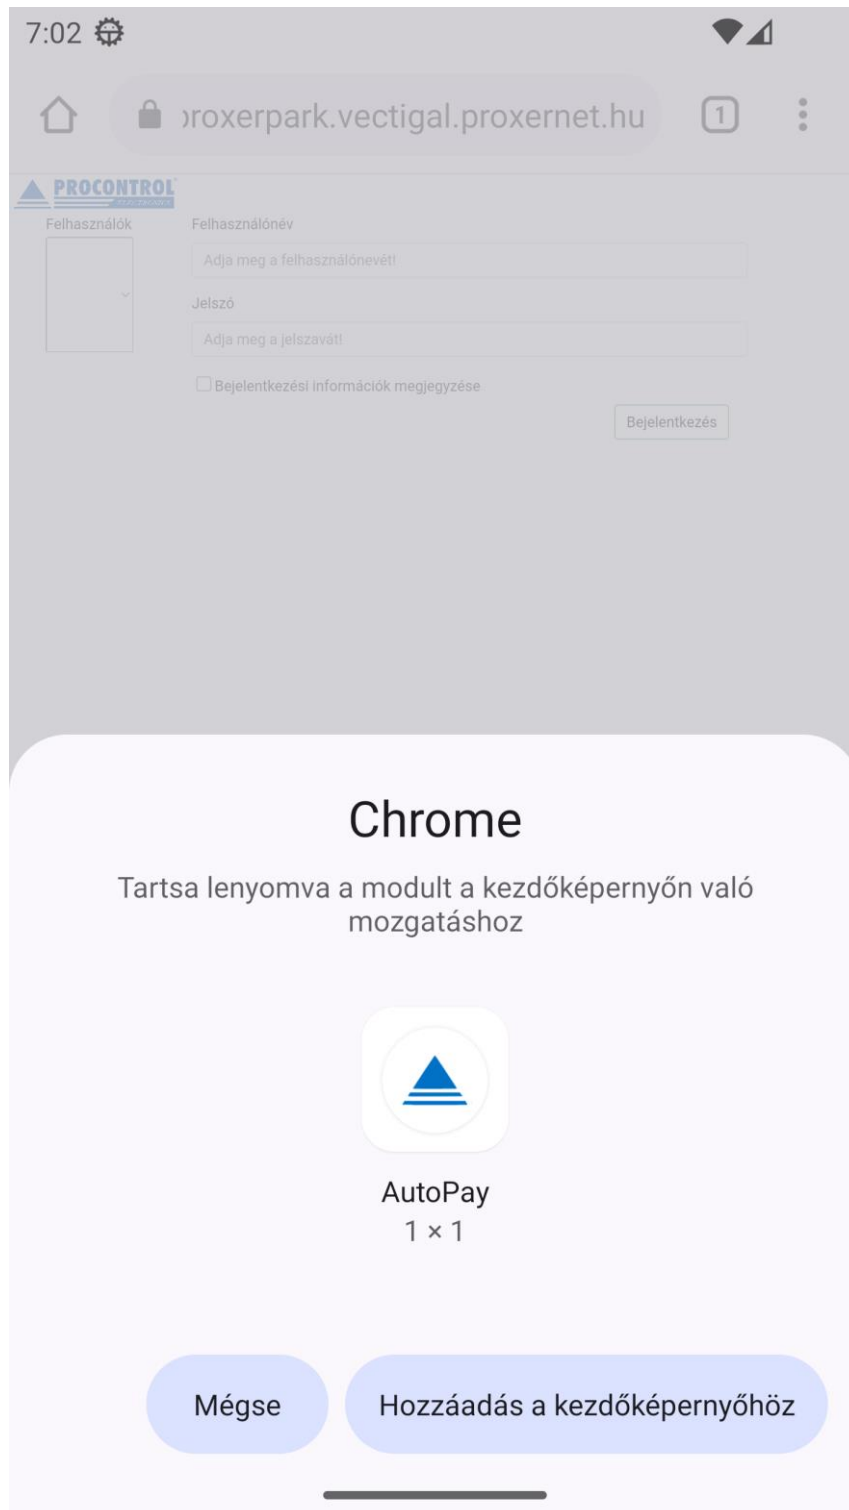 7:02
proxerpark.vectigal.proxernet.hu
1
PROCONTROL
Felhasználók
Felhasználónév
Adja meg a felhasználónevét!
Jelszó
Adja meg a jelszavát!
Bejelentkezési információk megjegyzése
Bejelentkezés
Chrome
Tartsa lenyomva a modult a kezdőképernyőn való
mozgatáshoz
AutoPay
1 × 1
Mégse
Hozzáadás a kezdőképernyőhöz